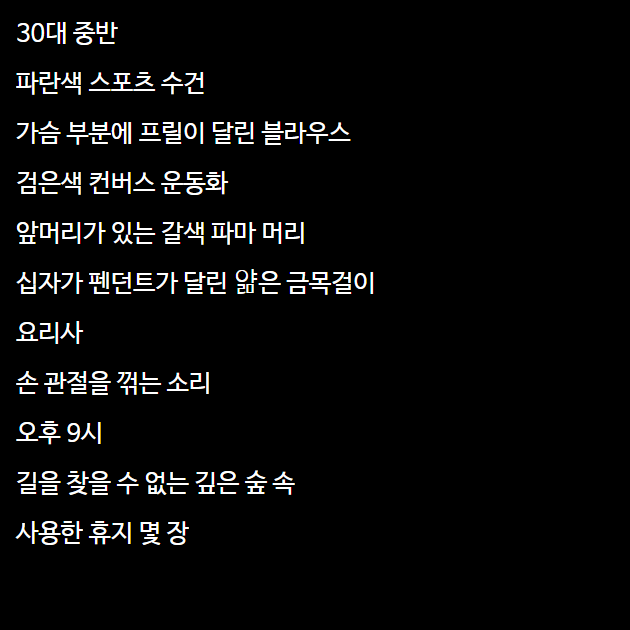 30대 중반
파란색 스포츠 수건
가슴 부분에 프릴이 달린 블라우스
검은색 컨버스 운동화
앞머리가 있는 갈색 파마 머리
십자가 펜던트가 달린 얇은 금목걸이
요리사
손 관절을 꺾는 소리
오후 9시
길을 찾을 수 없는 깊은 숲 속
사용한 휴지 몇 장